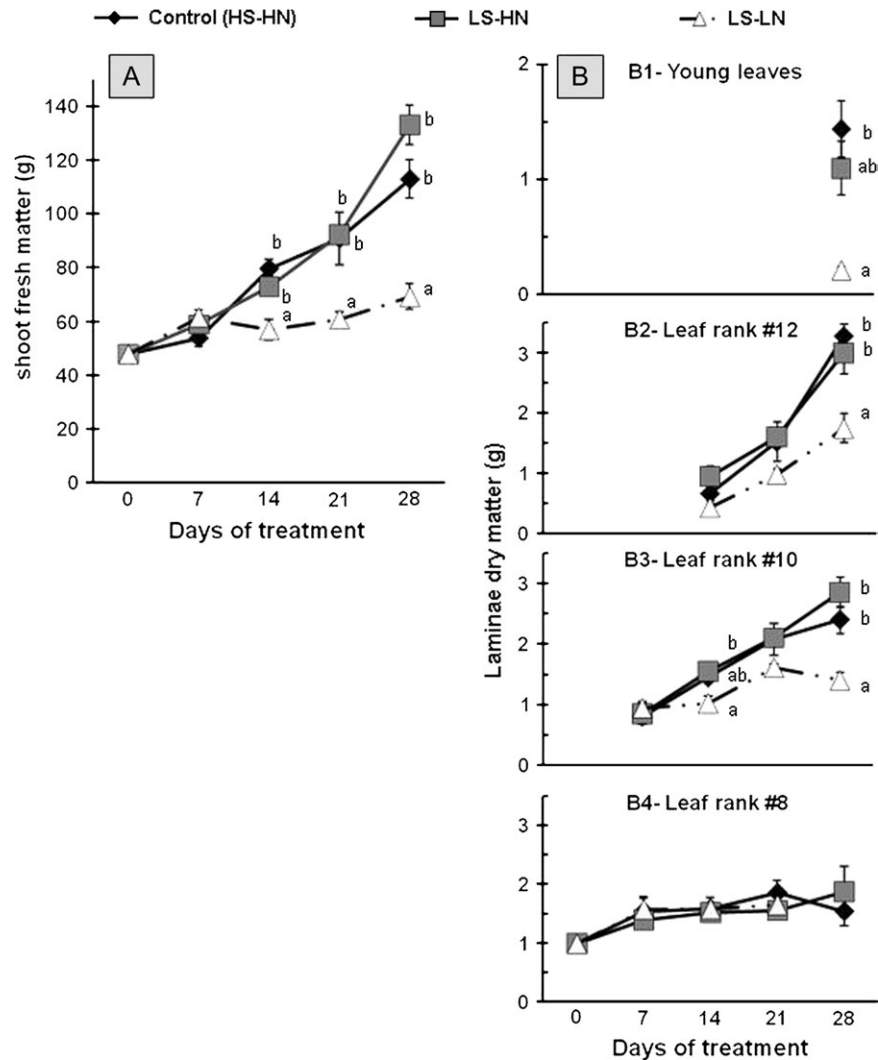 Control (HS-HN) LS-HN LS-LN
A
shoot fresh matter (g)
140
120
100
80
60
40
20
0
b
b
b
b
b
b
a
a
a
0 7 14 21 28
Days of treatment
B
B1- Young leaves
Laminae dry matter (g)
2
1
0
b
ab
a
B2- Leaf rank #12
3
2
1
0
b
b
a
B3- Leaf rank #10
3
2
1
0
b
ab
a
b
b
a
B4- Leaf rank #8
3
2
1
0
0 7 14 21 28
Days of treatment